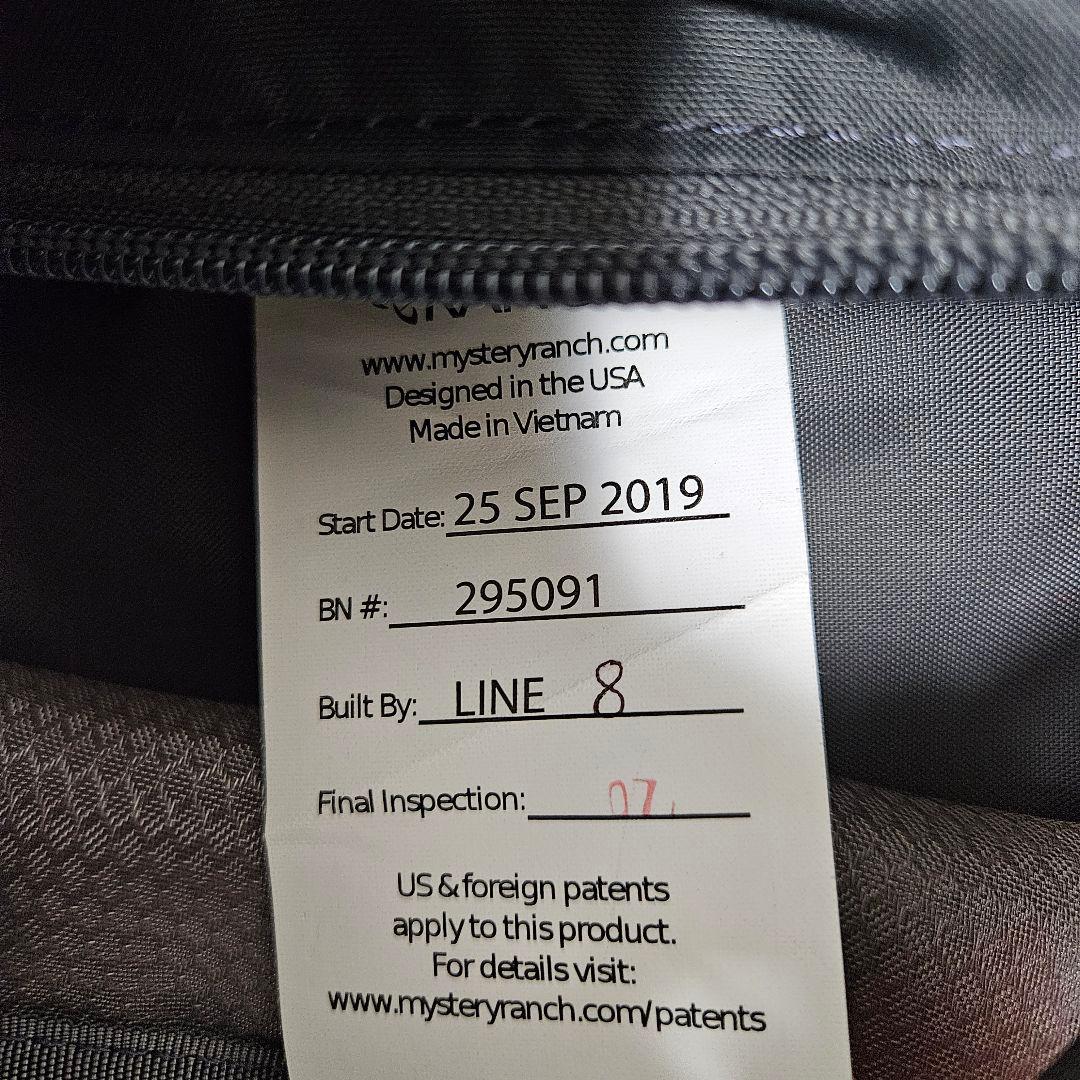 www.mysteryranch.com
Designed in the USA
Made in Vietnam
Start Date: 25 SEP 2019
BN #: 295091
Built By: LINE 8
Final Inspection: 07
US & foreign patents
apply to this product.
For details visit:
www.mysteryranch.com/patents